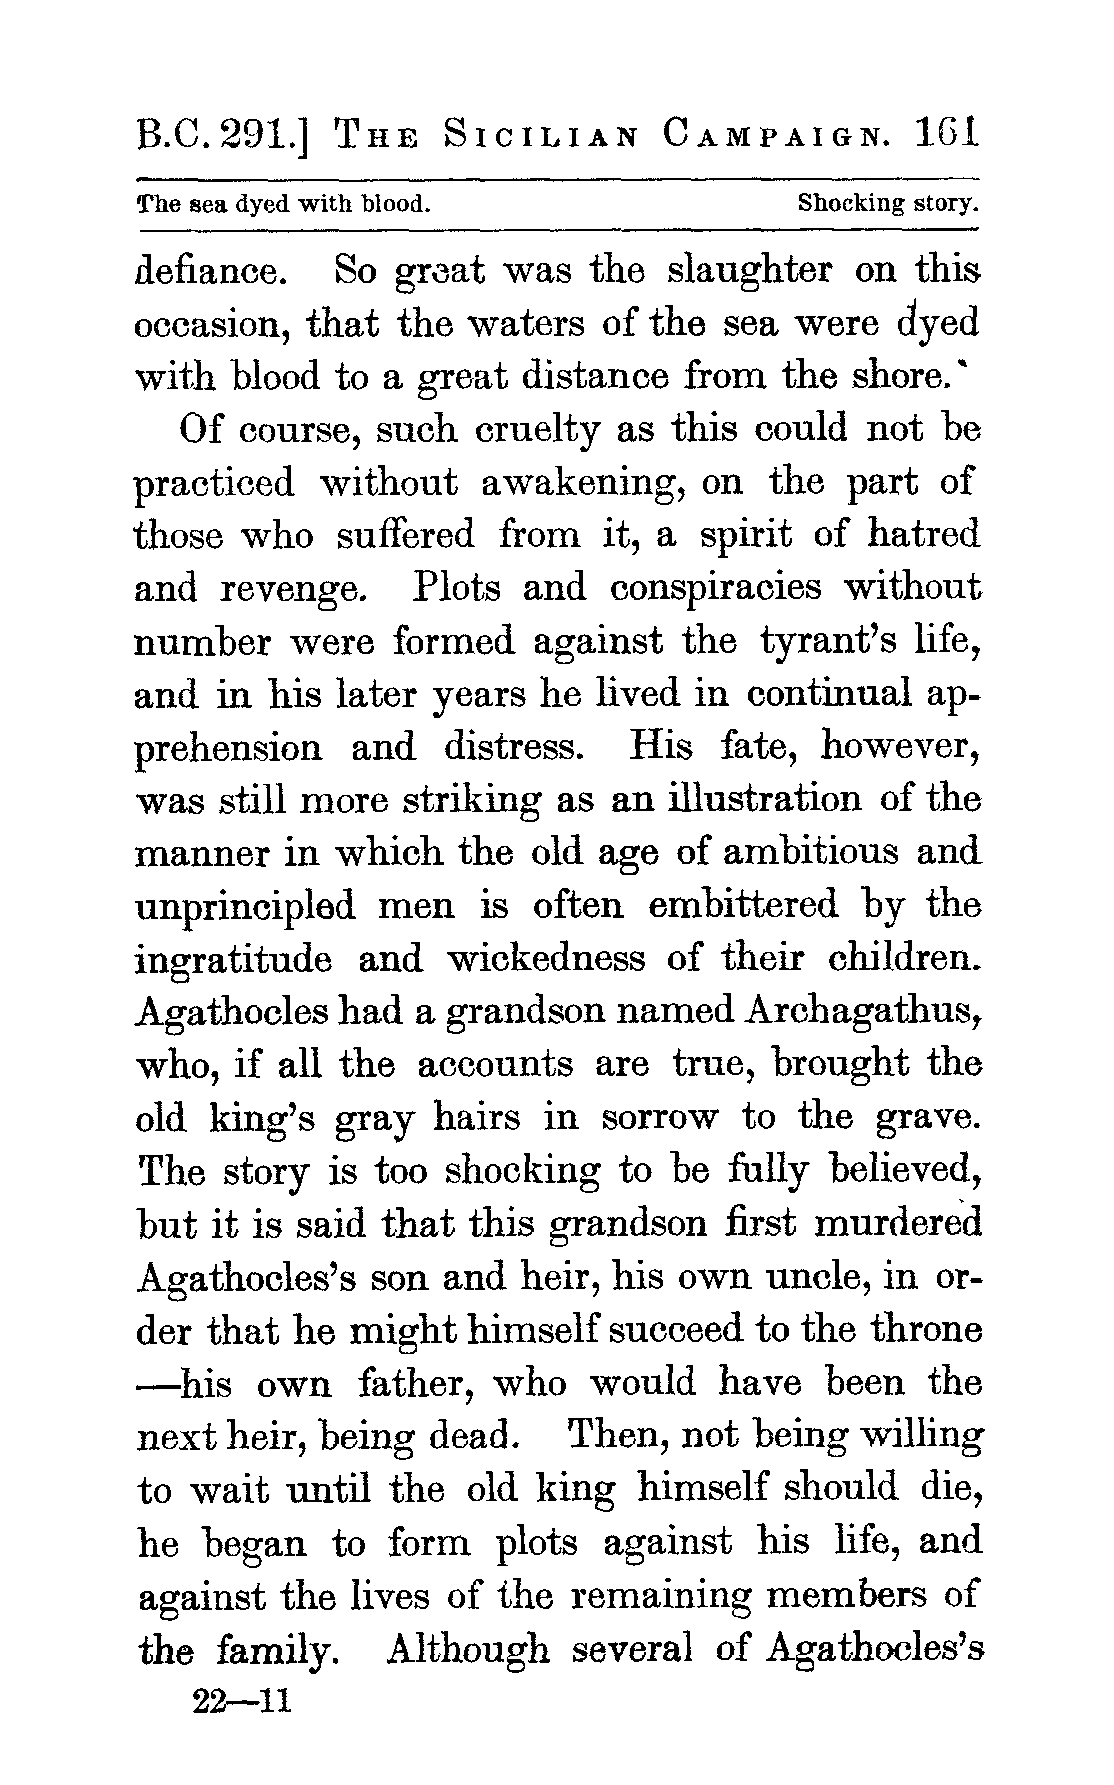 B.C. 291.] THE SICILIAN CAMPAIGN. 161
The sea dyed with blood. Shocking story.
defiance. So great was the slaughter on this
occasion, that the waters of the sea were dyed
with blood to a great distance from the shore.
Of course, such cruelty as this could not be
practiced without awakening, on the part of
those who suffered from it, a spirit of hatred
and revenge. Plots and conspiracies without
number were formed against the tyrant's life,
and in his later years he lived in continual ap-
prehension and distress. His fate, however,
was still more striking as an illustration of the
manner in which the old age of ambitious and
unprincipled men is often embittered by the
ingratitude and wickedness of their children.
Agathocles had a grandson named Archagathus,
who, if all the accounts are true, brought the
old king's gray hairs in sorrow to the grave.
The story is too shocking to be fully believed,
but it is said that this grandson first murdered
Agathocles's son and heir, his own uncle, in or-
der that he might himself succeed to the throne
—his own father, who would have been the
next heir, being dead. Then, not being willing
to wait until the old king himself should die,
he began to form plots against his life, and
against the lives of the remaining members of
the family. Although several of Agathocles's
22—11